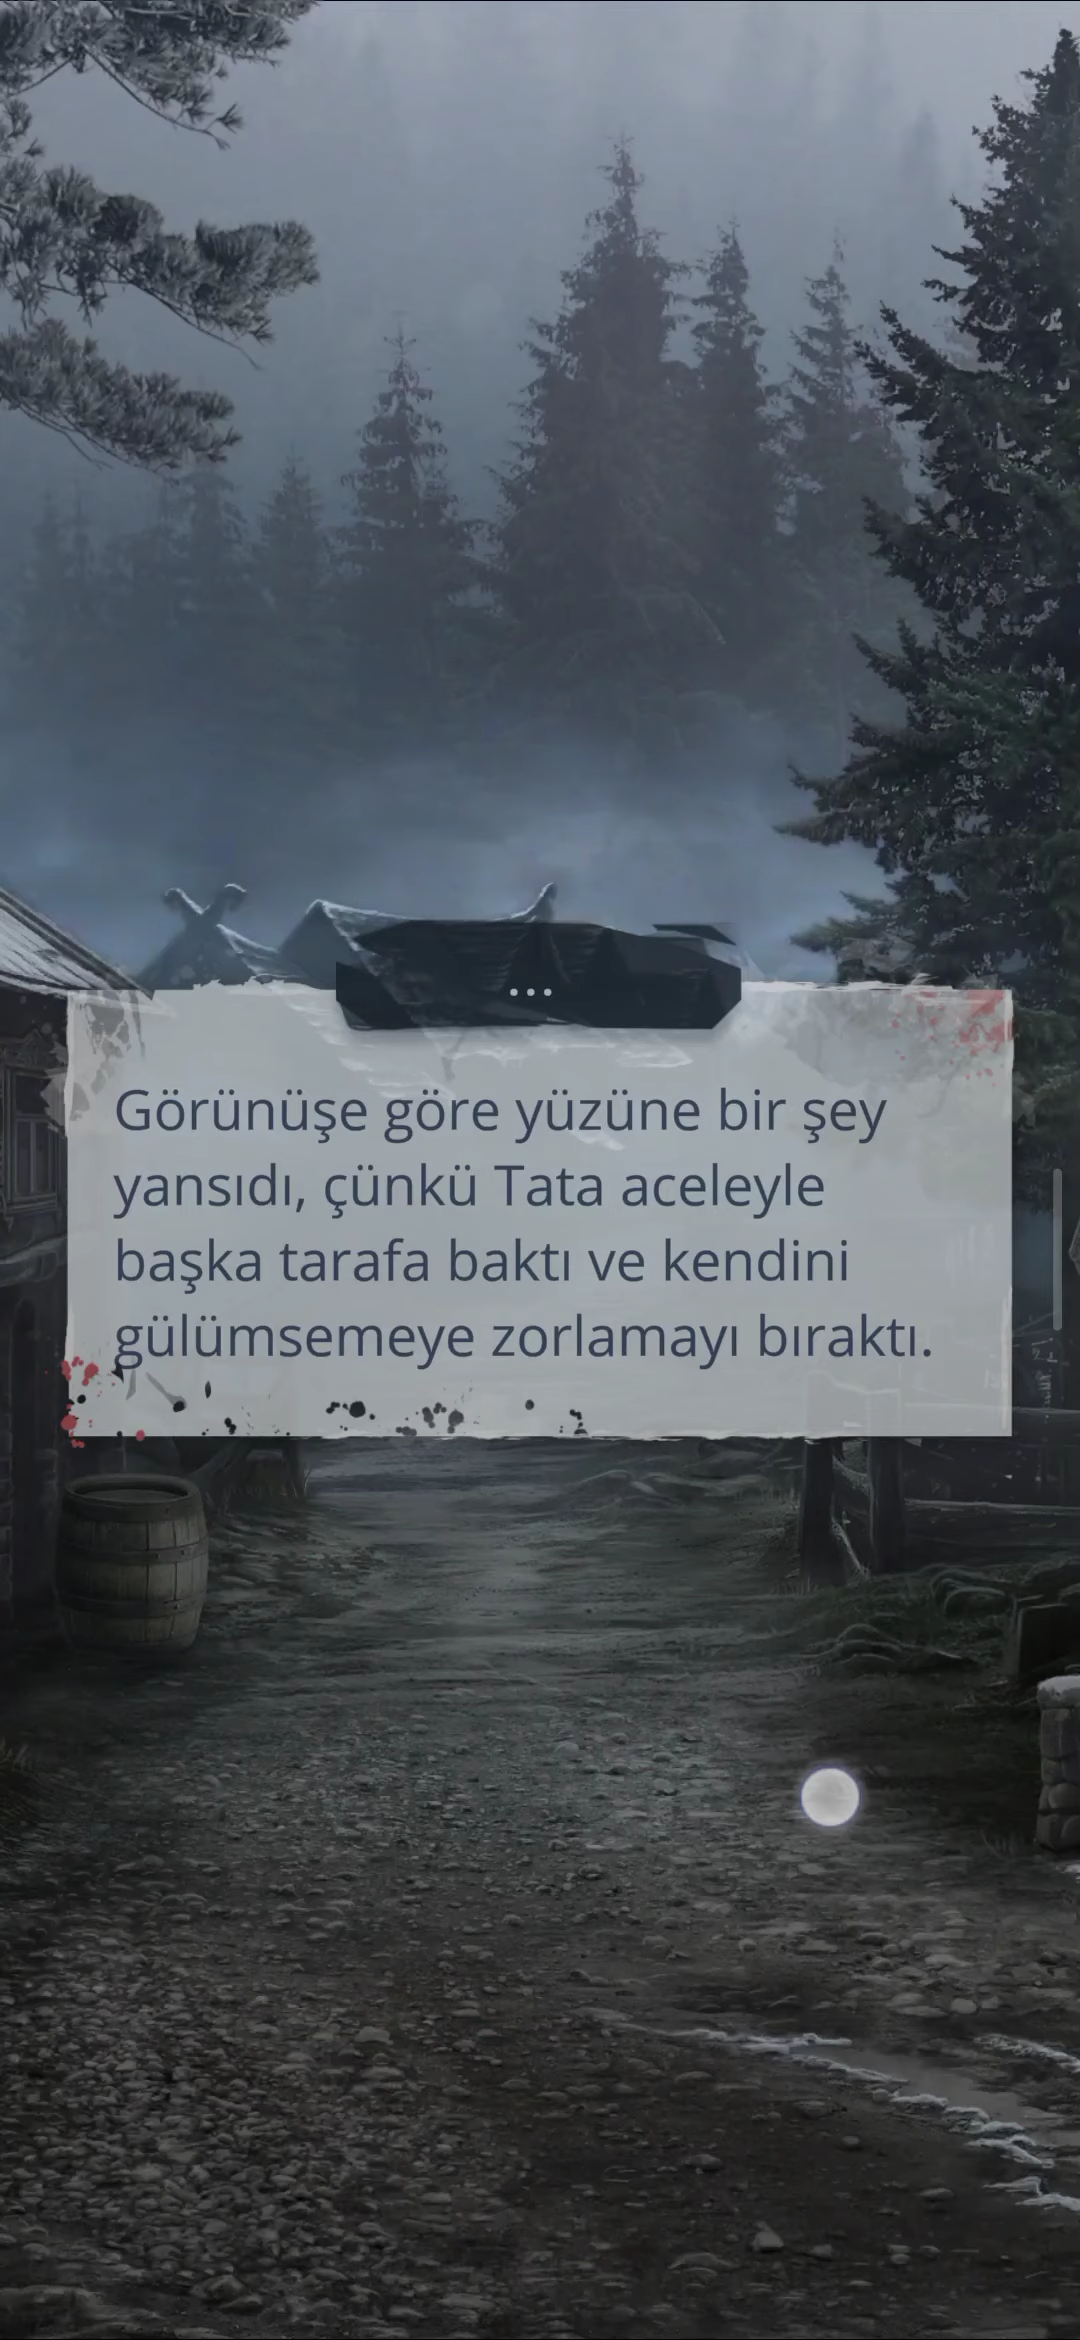 ...
Görünüşe göre yüzüne bir şey
yansıdı, çünkü Tata aceleyle
başka tarafa baktı ve kendini
gülümsemeye zorlamayı bıraktı.